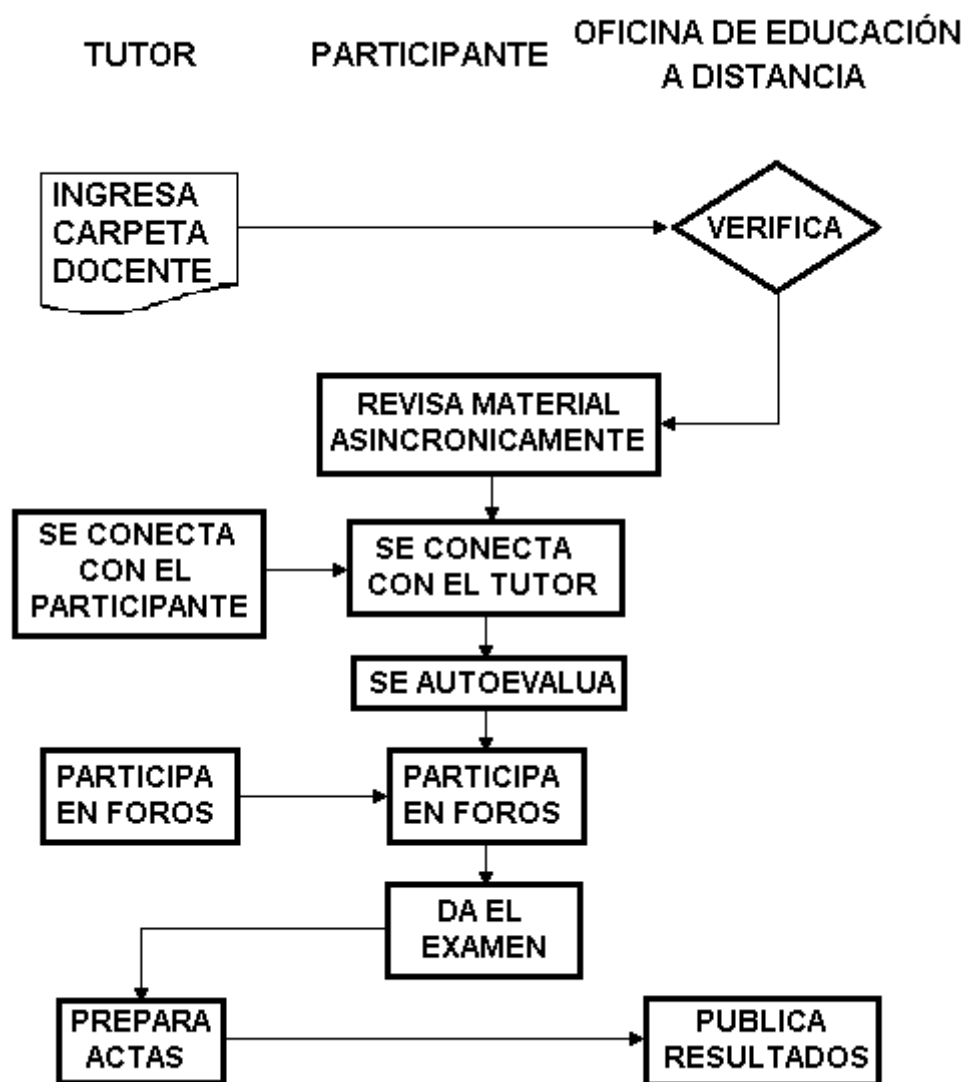 TUTOR
PARTICIPANTE
OFICINA DE EDUCACIÓN
A DISTANCIA
INGRESA
CARPETA
DOCENTE
VERIFICA
REVISA MATERIAL
ASINCRONICAMENTE
SE CONECTA
CON EL
PARTICIPANTE
SE CONECTA
CON EL TUTOR
SE AUTOEVALUA
PARTICIPA
EN FOROS
PARTICIPA
EN FOROS
DA EL
EXAMEN
PREPARA
ACTAS
PUBLICA
RESULTADOS